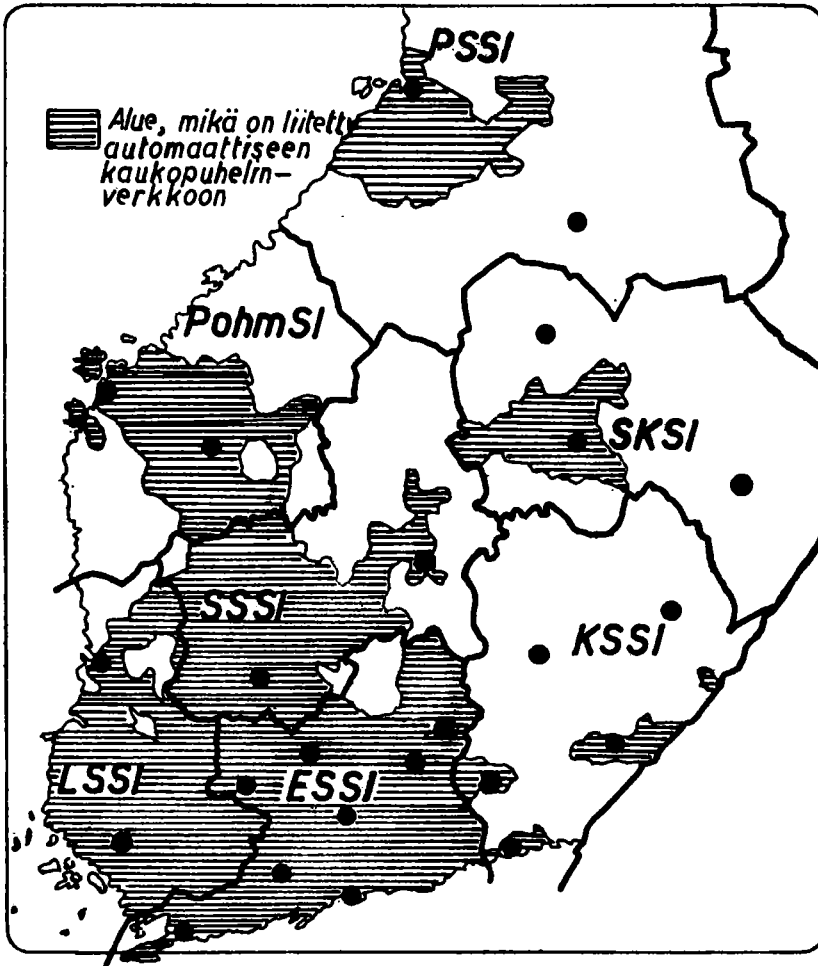 PSSI
Alue, mikä on liitetty
automaattiseen
kaukopuhelin-
verkkoon
PohmSI
SKSI
SSSI
KSSI
LSSI
ESSI